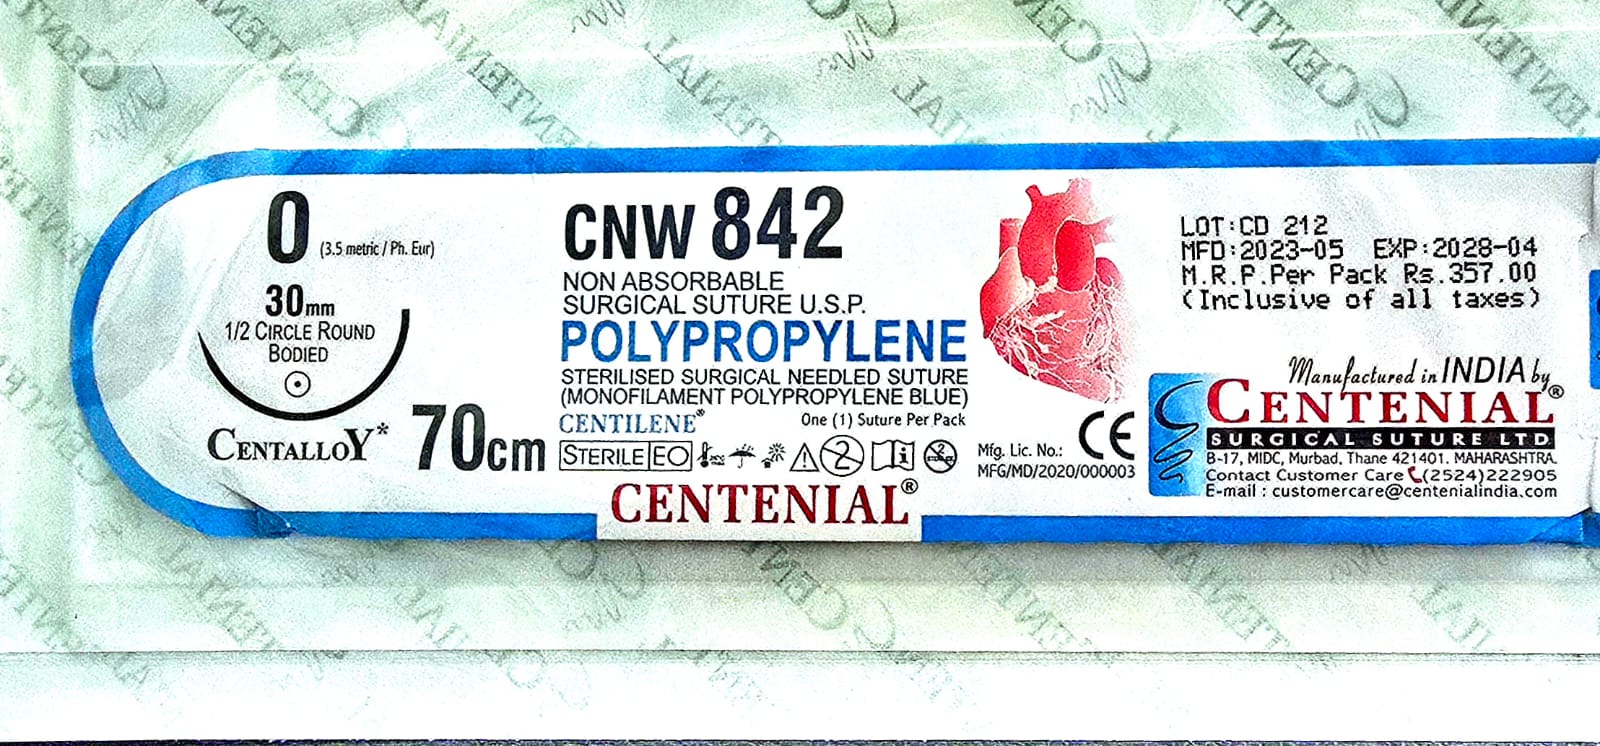 0 (3.5 metric / Ph. Eur)
30mm
1/2 CIRCLE ROUND
BODIED
CENTALLOY*
70cm
CNW 842
NON ABSORBABLE
SURGICAL SUTURE U.S.P.
POLYPROPYLENE
STERILISED SURGICAL NEEDLED SUTURE
(MONOFILAMENT POLYPROPYLENE BLUE)
CENTILENE® One (1) Suture Per Pack
STERILE EO
CENTENIAL®
Mfg. Lic. No.:
MFG/MD/2020/000003
CE
LOT:CD 212
MFD:2023-05 EXP:2028-04
M.R.P.Per Pack Rs.357.00
(Inclusive of all taxes)
Manufactured in INDIA by
CENTENIAL®
SURGICAL SUTURE LTD.
B-17, MIDC, Murbad, Thane 421401. MAHARASHTRA.
Contact Customer Care (2524)222905
E-mail : customercare@centenialindia.com